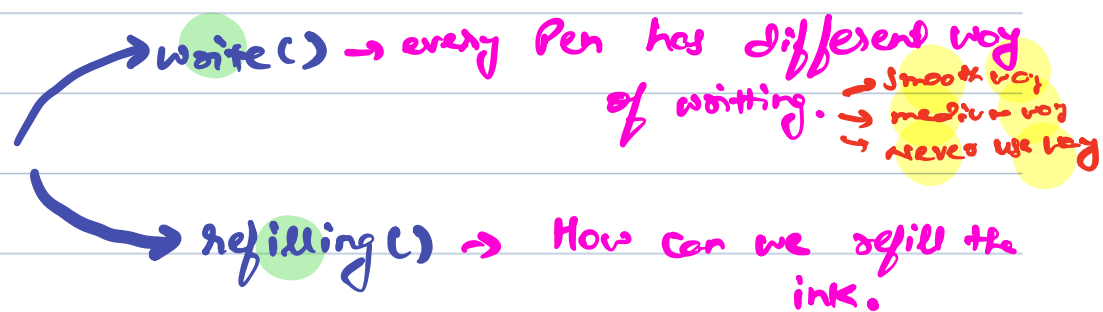 write() → every Pen has different way
of writting. → smooth way
→ medium way
→ Never use way
refilling() → How can we refill the
ink.